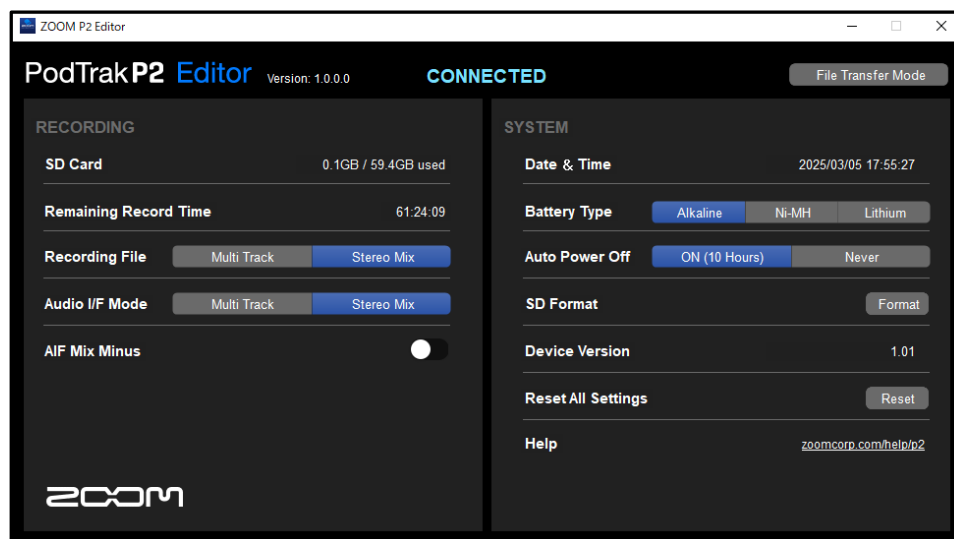 ZOOM P2 Editor
PodTrak P2 Editor Version: 1.0.0.0 CONNECTED File Transfer Mode
RECORDING
SD Card 0.1GB / 59.4GB used
Remaining Record Time 61:24:09
Recording File Multi Track Stereo Mix
Audio I/F Mode Multi Track Stereo Mix
AIF Mix Minus
ZOOM
SYSTEM
Date & Time 2025/03/05 17:55:27
Battery Type Alkaline Ni-MH Lithium
Auto Power Off ON (10 Hours) Never
SD Format Format
Device Version 1.01
Reset All Settings Reset
Help zoomcorp.com/help/p2